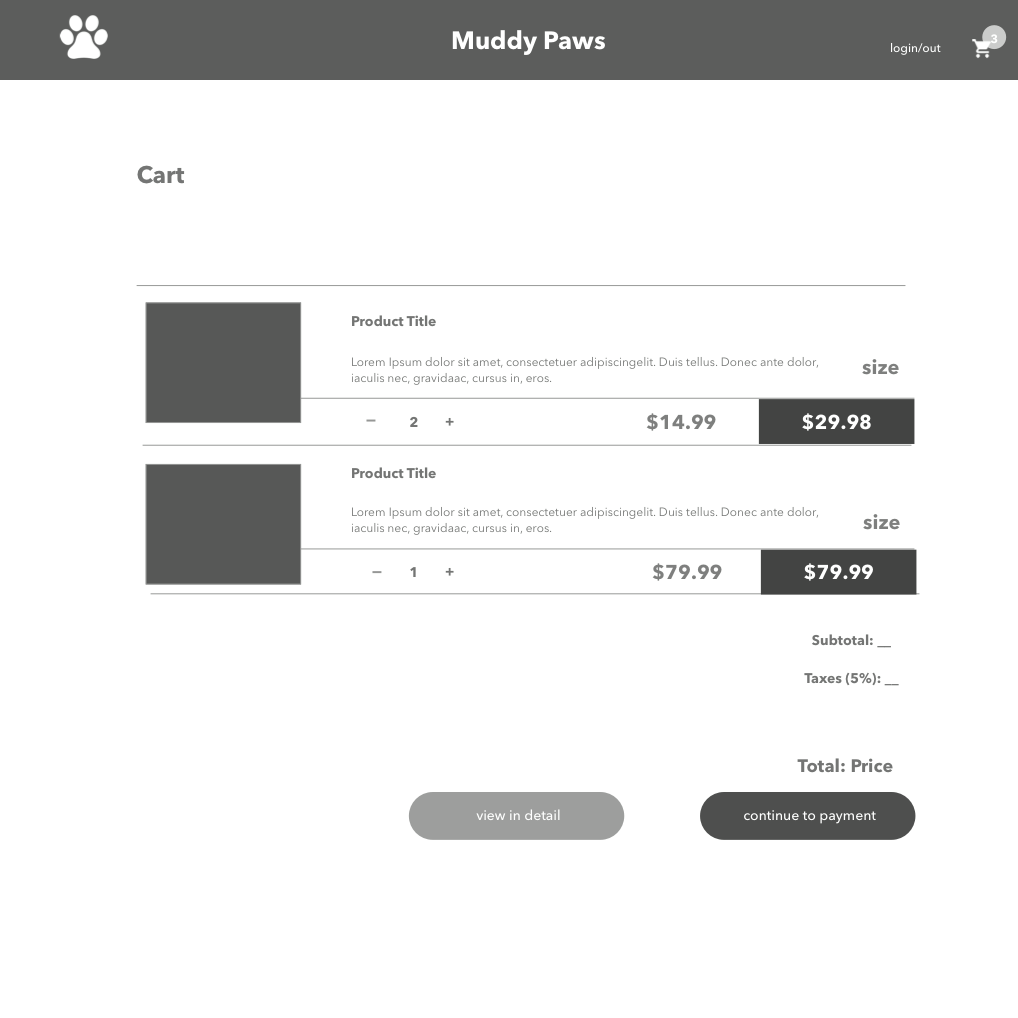 Muddy Paws
login/out
3
Cart
Product Title
Lorem Ipsum dolor sit amet, consectetuer adipiscingelit. Duis tellus. Donec ante dolor,
iaculis nec, gravidaac, cursus in, eros.
size
− 2 + $14.99 $29.98
Product Title
Lorem Ipsum dolor sit amet, consectetuer adipiscingelit. Duis tellus. Donec ante dolor,
iaculis nec, gravidaac, cursus in, eros.
size
− 1 + $79.99 $79.99
Subtotal: __
Taxes (5%): __
Total: Price
view in detail
continue to payment